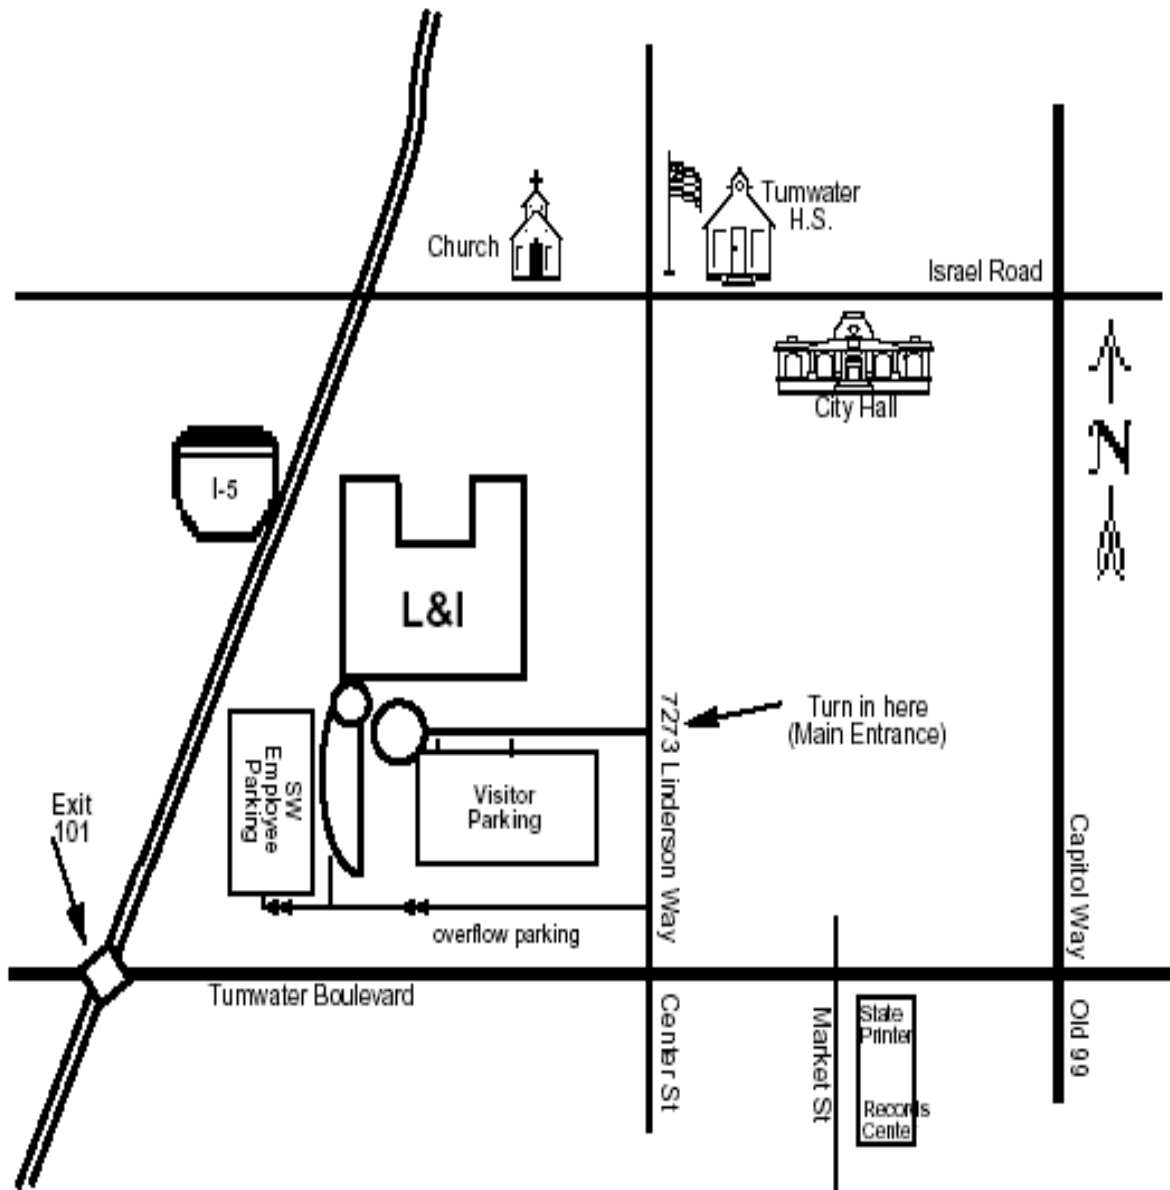 Tumwater
H.S.
Church
Israel Road
City Hall
N
I-5
L&I
7273 Linderson Way
Turn in here
(Main Entrance)
SW
Employee
Parking
Visitor
Parking
Exit
101
Capitol Way
overflow parking
Tumwater Boulevard
Center St
Market St
State
Printer
Old 99
Records
Center